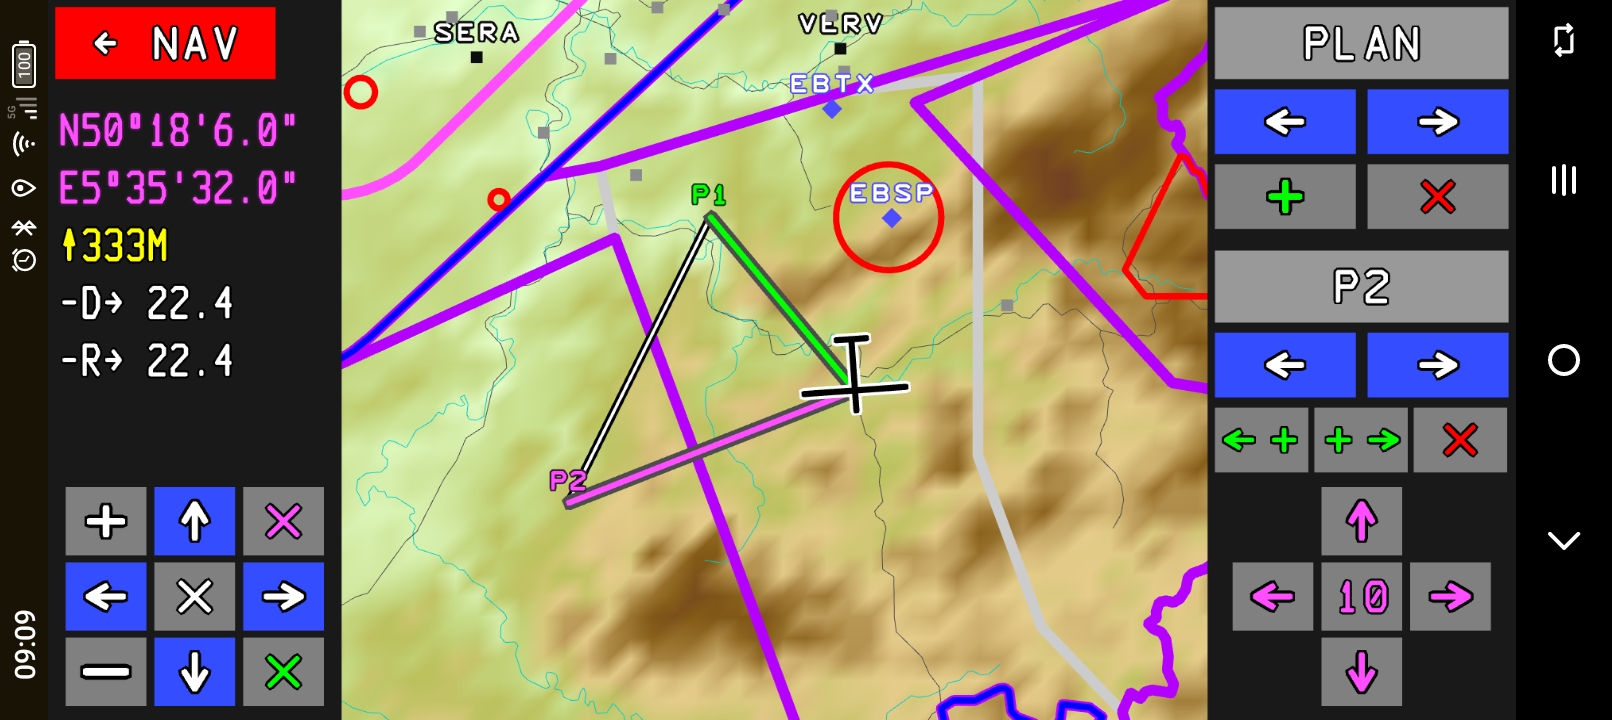 100
5G
09:09
← NAV
N50°18'6.0"
E5°35'32.0"
↑333M
-D→ 22.4
-R→ 22.4
SERA
VERV
EBTX
EBSP
P1
P2
PLAN
P2
10